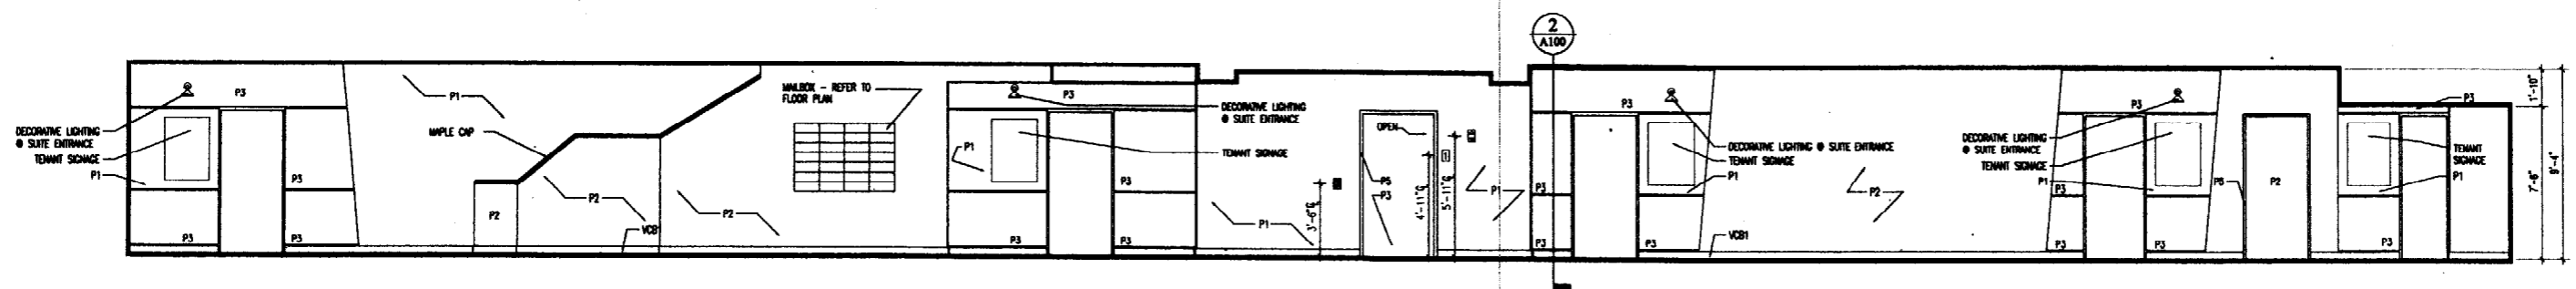 2
A100
P3
P1
MAILBOX - REFER TO
FLOOR PLAN
P3
DECORATIVE LIGHTING
@ SUITE ENTRANCE
P3
P3
P3
1'-10"
DECORATIVE LIGHTING
@ SUITE ENTRANCE
TENANT SIGNAGE
P1
MAPLE CAP
P1
TENANT SIGNAGE
OPEN
DECORATIVE LIGHTING @ SUITE ENTRANCE
TENANT SIGNAGE
P1
DECORATIVE LIGHTING
@ SUITE ENTRANCE
TENANT SIGNAGE
P1
TENANT
SIGNAGE
P1
7'-6"
9'-4"
P3
P2
P2
P2
P3
P5
P3
P1
P3
P2
P3
P2
3'-6"
4'-11"
5'-11"
P3
P3
VCB
P3
P3
P1
P3
P3
VCB1
P3
P3
P3